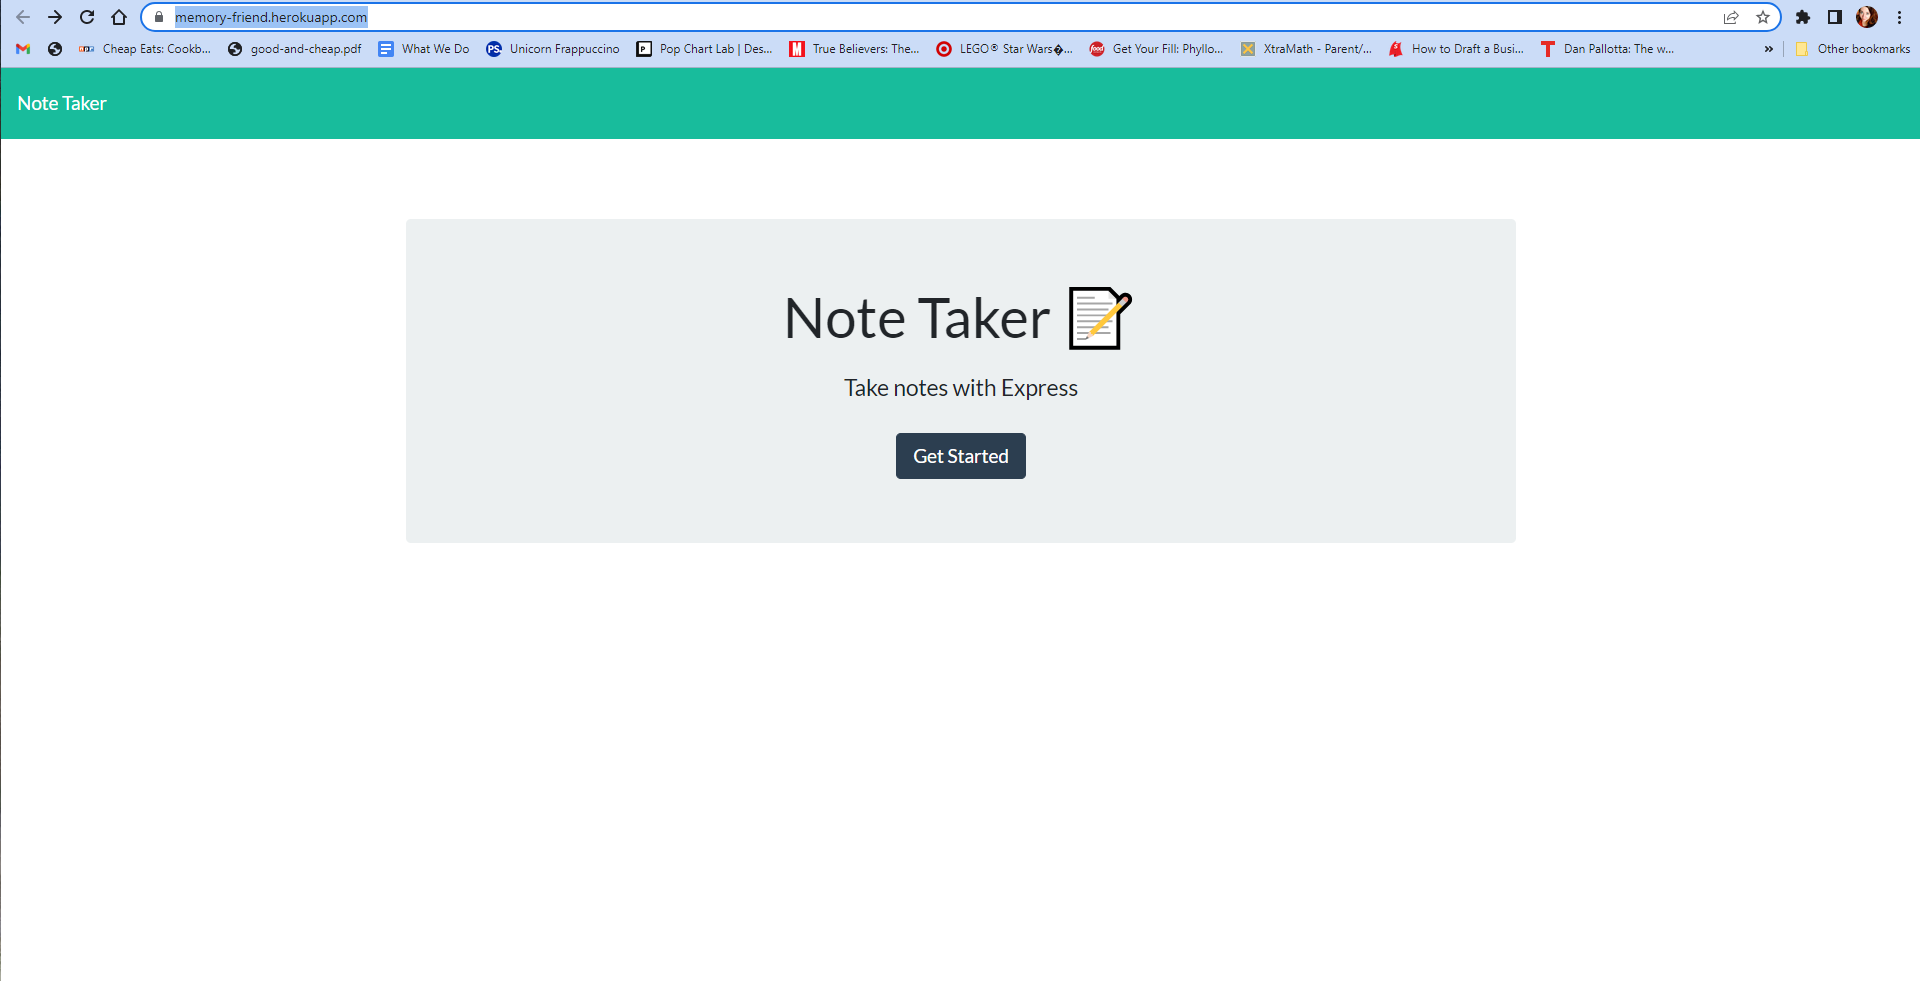 memory-friend.herokuapp.com
Cheap Eats: Cookb... good-and-cheap.pdf What We Do PS. Unicorn Frappuccino P Pop Chart Lab | Des... M True Believers: The... LEGO® Star Wars�... food Get Your Fill: Phyllo... XtraMath - Parent/... How to Draft a Busi... T Dan Pallotta: The w... » Other bookmarks
Note Taker
Note Taker
Take notes with Express
Get Started